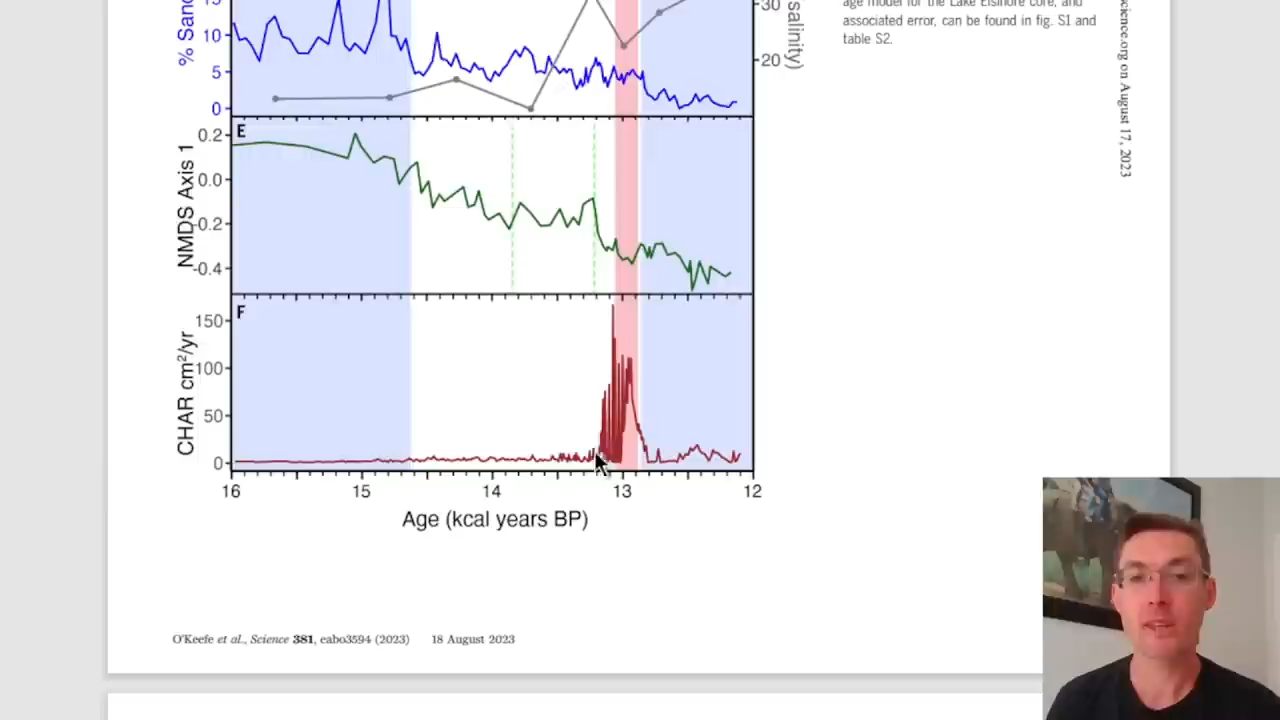 age model for the Lake Elsinore core, and
associated error, can be found in fig. S1 and
table S2.
science.org on August 17, 2023
% Sand
15
10
5
0
30
20
salinity)
E
NMDS Axis 1
0.2
0.0
-0.2
-0.4
F
CHAR cm²/yr
150
100
50
0
16 15 14 13 12
Age (kcal years BP)
O'Keefe et al., Science 381, eabo3594 (2023) 18 August 2023